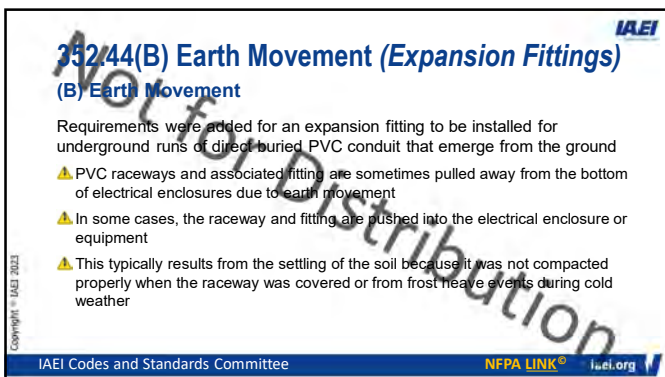 IAEI
352.44(B) Earth Movement (Expansion Fittings)
(B) Earth Movement
Requirements were added for an expansion fitting to be installed for
underground runs of direct buried PVC conduit that emerge from the ground
PVC raceways and associated fitting are sometimes pulled away from the bottom
of electrical enclosures due to earth movement
In some cases, the raceway and fitting are pushed into the electrical enclosure or
equipment
This typically results from the settling of the soil because it was not compacted
properly when the raceway was covered or from frost heave events during cold
weather
Not for Distribution
Copyright © IAEI 2023
IAEI Codes and Standards Committee
NFPA LINK©
iaei.org